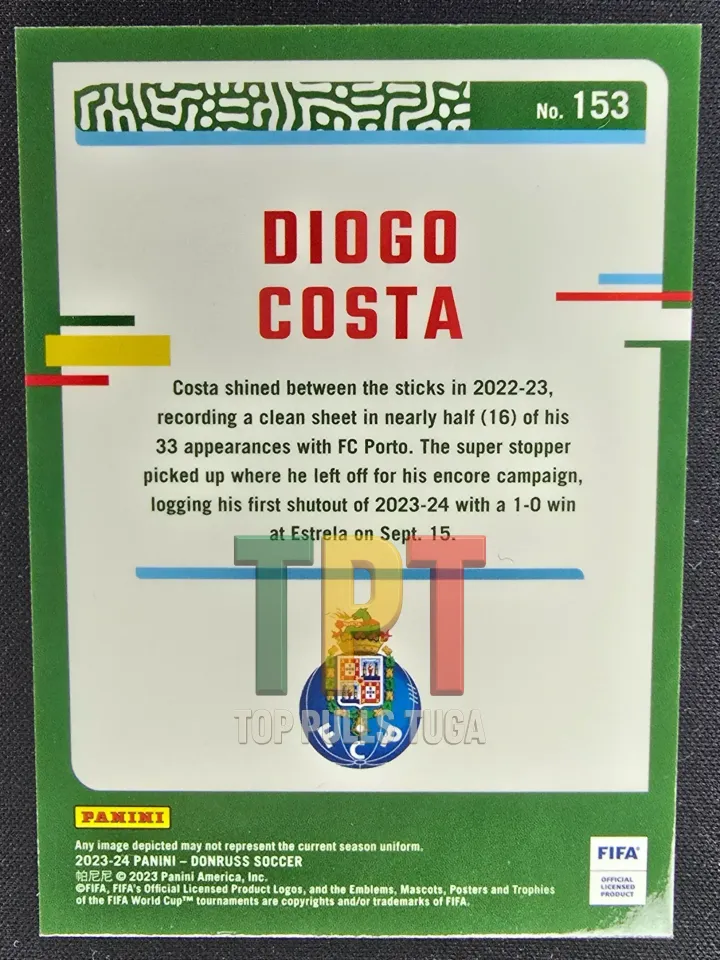 No. 153
DIOGO
COSTA
Costa shined between the sticks in 2022-23,
recording a clean sheet in nearly half (16) of his
33 appearances with FC Porto. The super stopper
picked up where he left off for his encore campaign,
logging his first shutout of 2023-24 with a 1-0 win
at Estrela on Sept. 15.
TPT
TOP PULLS TUGA
FCP
PANINI
Any image depicted may not represent the current season uniform.
2023-24 PANINI – DONRUSS SOCCER
帕尼尼 © 2023 Panini America, Inc.
©FIFA, FIFA's Official Licensed Product Logos, and the Emblems, Mascots, Posters and Trophies
of the FIFA World Cup™ tournaments are copyrights and/or trademarks of FIFA.
FIFA®
OFFICIAL
LICENSED
PRODUCT